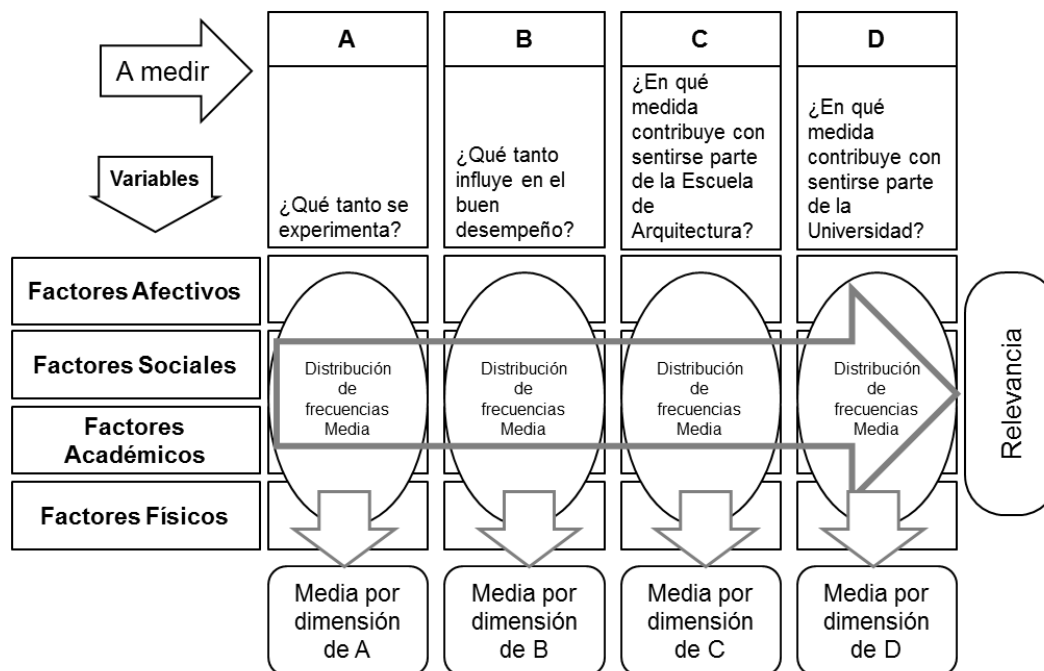 A medir
A
B
C
D
Variables
¿Qué tanto se
experimenta?
¿Qué tanto
influye en el
buen
desempeño?
¿En qué
medida
contribuye con
sentirse parte
de la Escuela
de
Arquitectura?
¿En qué
medida
contribuye con
sentirse parte
de la
Universidad?
Factores Afectivos
Factores Sociales
Factores
Académicos
Factores Físicos
Distribución
de
frecuencias
Media
Distribución
de
frecuencias
Media
Distribución
de
frecuencias
Media
Distribución
de
frecuencias
Media
Relevancia
Media por
dimensión
de A
Media por
dimensión
de B
Media por
dimensión
de C
Media por
dimensión
de D